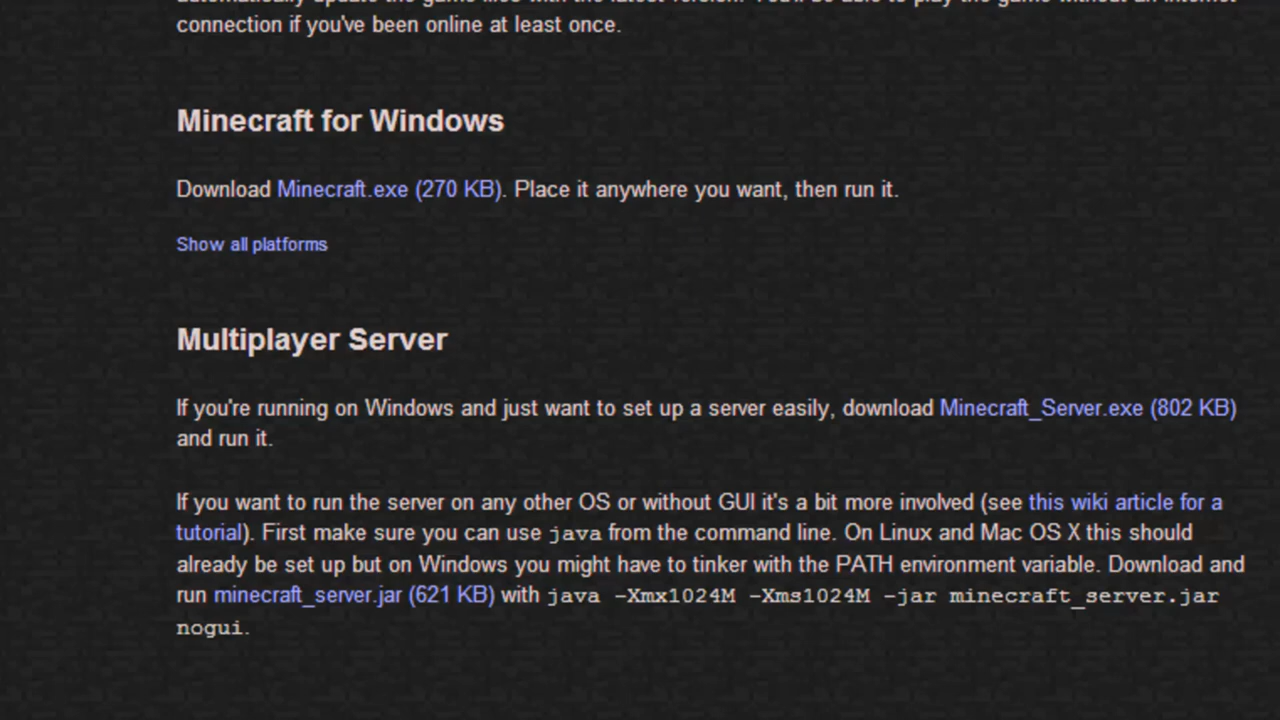 connection if you've been online at least once.
Minecraft for Windows
Download Minecraft.exe (270 KB). Place it anywhere you want, then run it.
Show all platforms
Multiplayer Server
If you're running on Windows and just want to set up a server easily, download Minecraft_Server.exe (802 KB)
and run it.
If you want to run the server on any other OS or without GUI it's a bit more involved (see this wiki article for a
tutorial). First make sure you can use java from the command line. On Linux and Mac OS X this should
already be set up but on Windows you might have to tinker with the PATH environment variable. Download and
run minecraft_server.jar (621 KB) with java -Xmx1024M -Xms1024M -jar minecraft_server.jar
nogui.